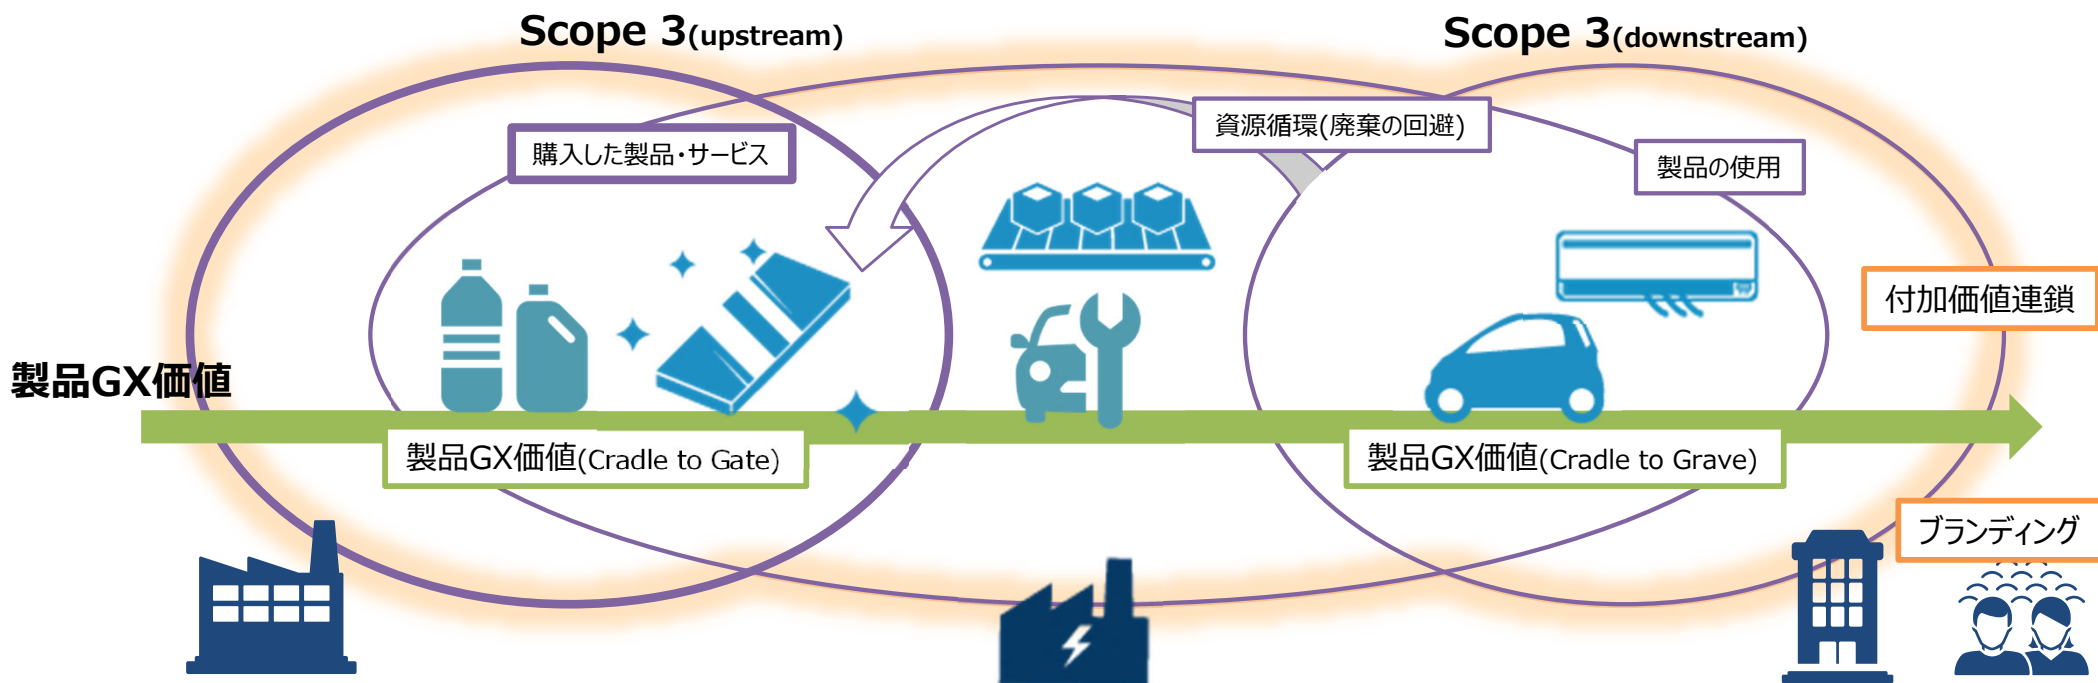 Scope 3(upstream)
Scope 3(downstream)
資源循環(廃棄の回避)
購入した製品・サービス
製品の使用
付加価値連鎖
製品GX価値
製品GX価値(Cradle to Gate)
製品GX価値(Cradle to Grave)
ブランディング